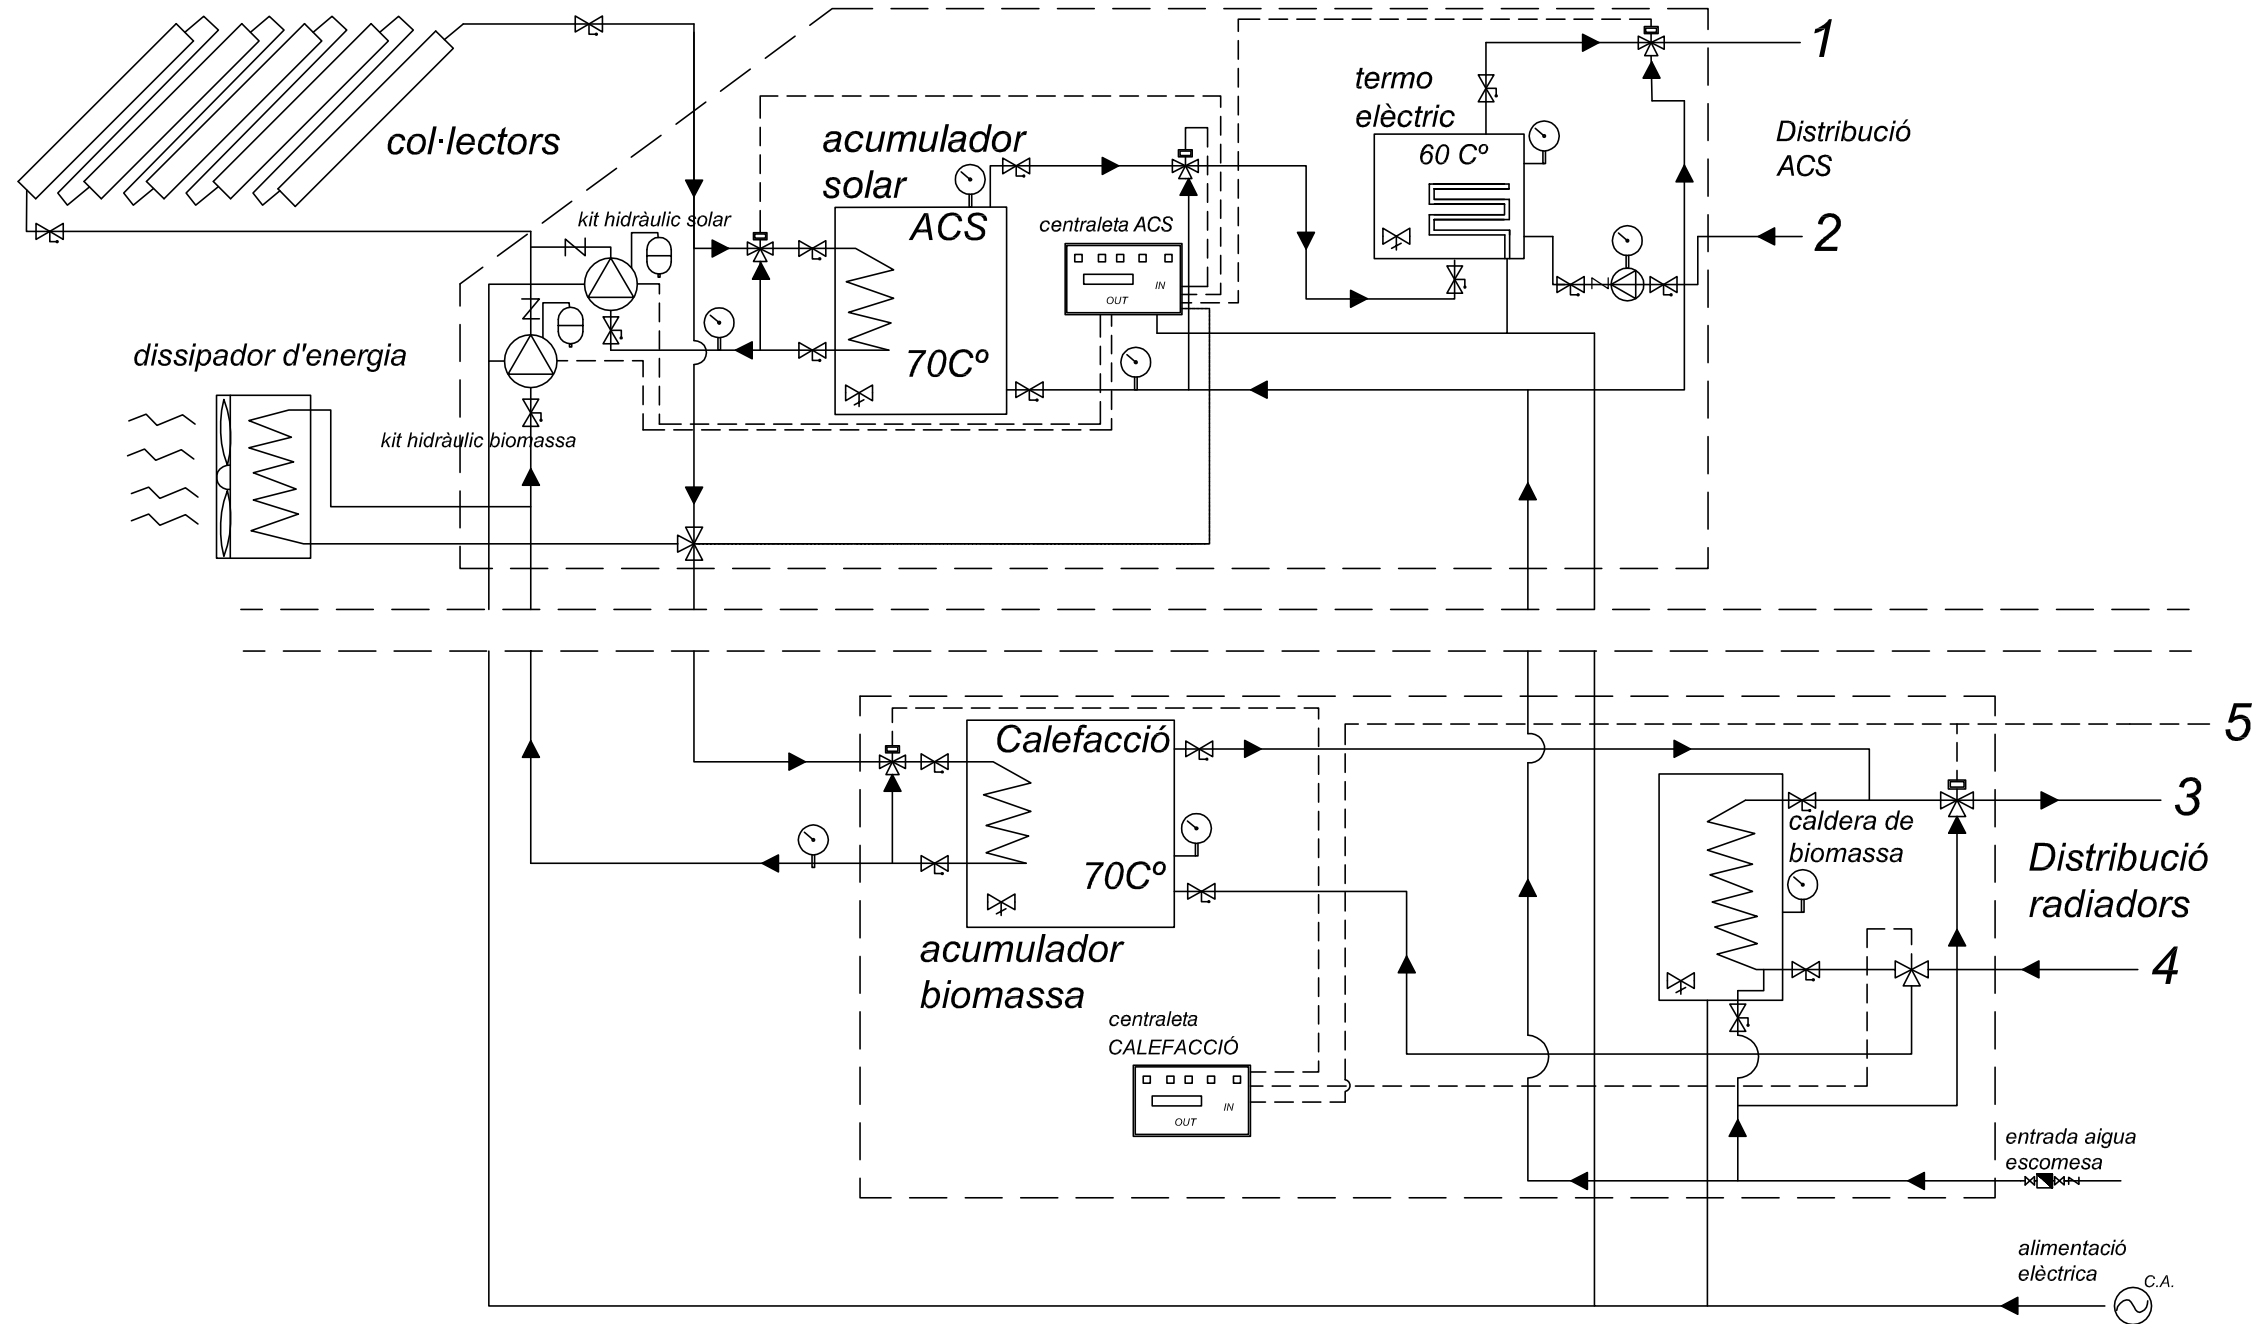 1
termo
elèctric
60 Cº
Distribució
ACS
2
col·lectors
acumulador
solar
ACS
70Cº
kit hidràulic solar
centraleta ACS
IN
OUT
dissipador d'energia
kit hidràulic biomassa
Calefacció
70Cº
acumulador
biomassa
5
3
caldera de
biomassa
Distribució
radiadors
4
centraleta
CALEFACCIÓ
IN
OUT
entrada aigua
escomesa
alimentació
elèctrica
C.A.